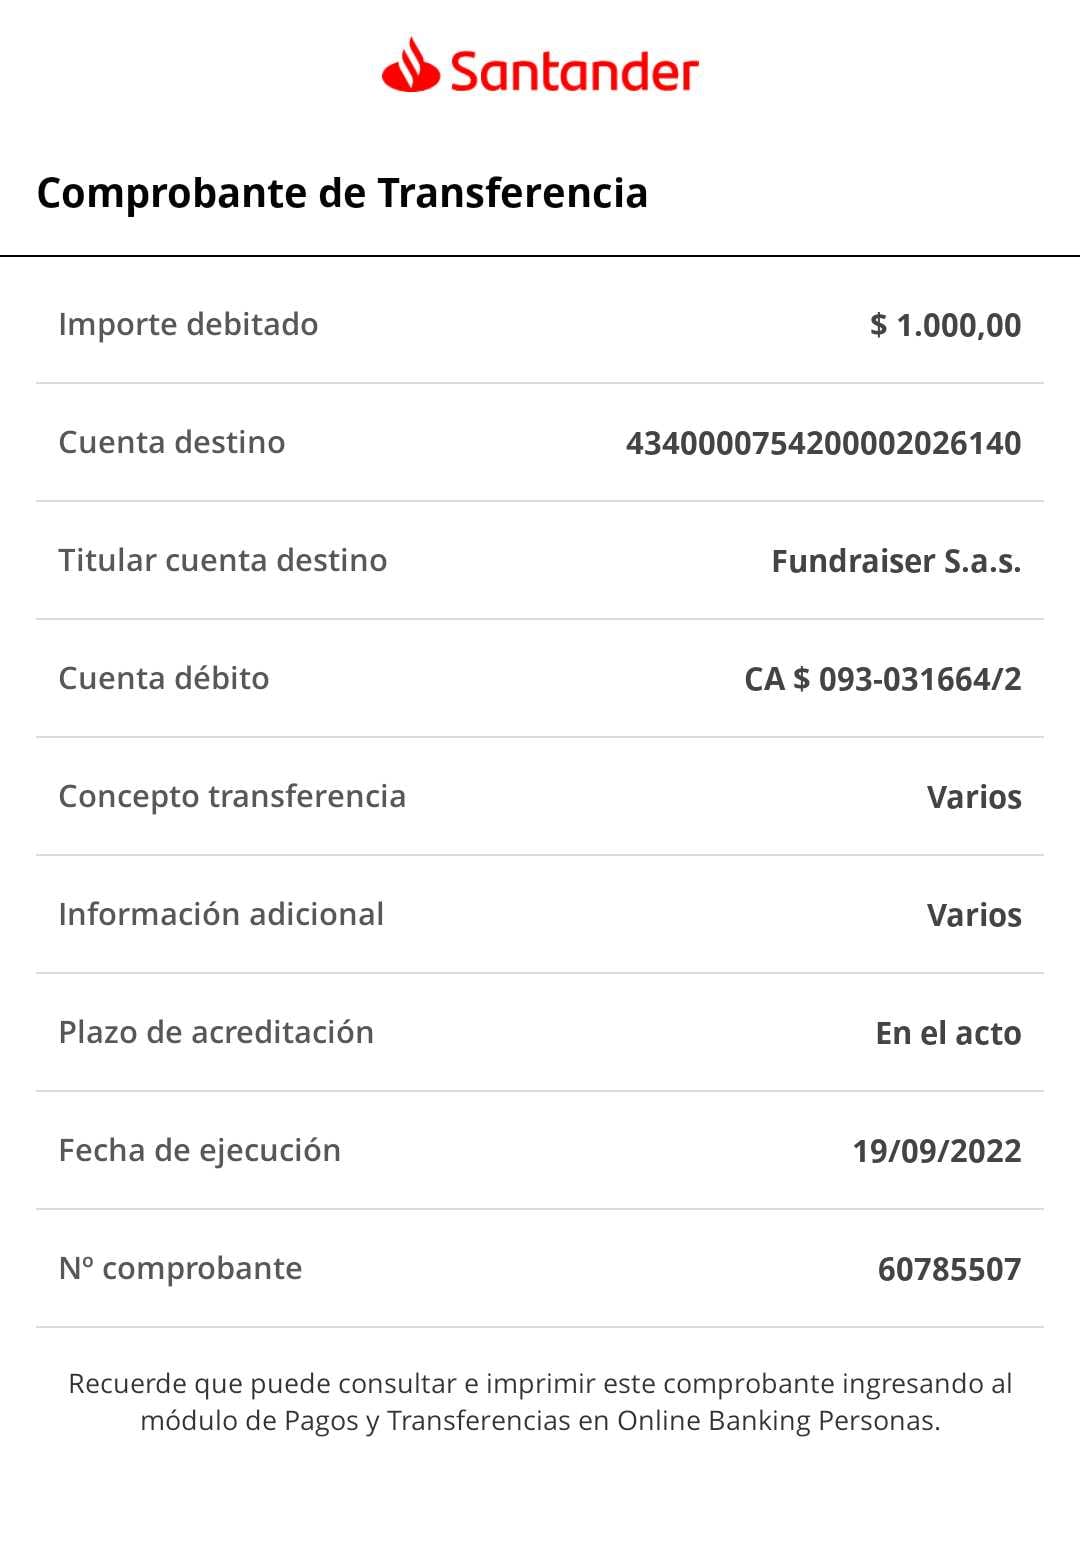 Santander
Comprobante de Transferencia
Importe debitado $ 1.000,00
Cuenta destino 4340000754200002026140
Titular cuenta destino Fundraiser S.a.s.
Cuenta débito CA $ 093-031664/2
Concepto transferencia Varios
Información adicional Varios
Plazo de acreditación En el acto
Fecha de ejecución 19/09/2022
Nº comprobante 60785507
Recuerde que puede consultar e imprimir este comprobante ingresando al
módulo de Pagos y Transferencias en Online Banking Personas.